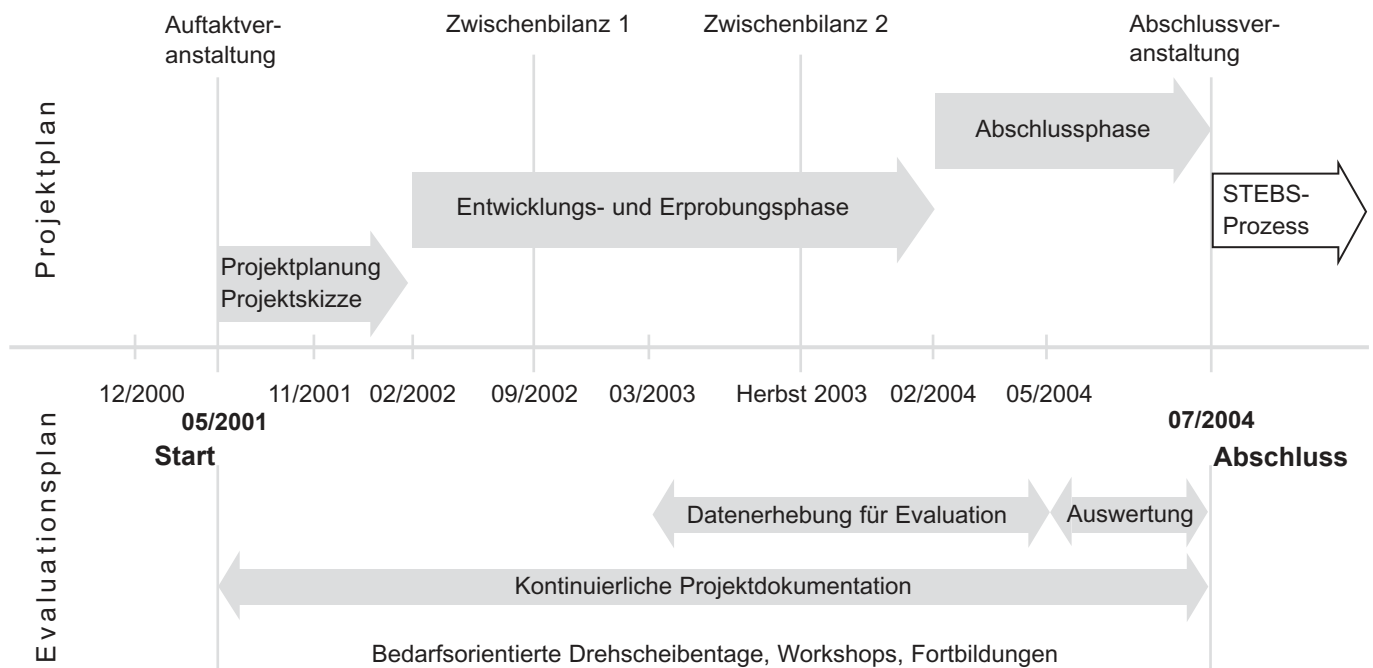 Auftaktver-
anstaltung
Zwischenbilanz 1
Zwischenbilanz 2
Abschlussver-
anstaltung
Projektplan
Abschlussphase
Entwicklungs- und Erprobungsphase
STEBS-
Prozess
Projektplanung
Projektskizze
12/2000
05/2001
Start
11/2001
02/2002
09/2002
03/2003
Herbst 2003
02/2004
05/2004
07/2004
Abschluss
Evaluationsplan
Datenerhebung für Evaluation
Auswertung
Kontinuierliche Projektdokumentation
Bedarfsorientierte Drehscheibentage, Workshops, Fortbildungen